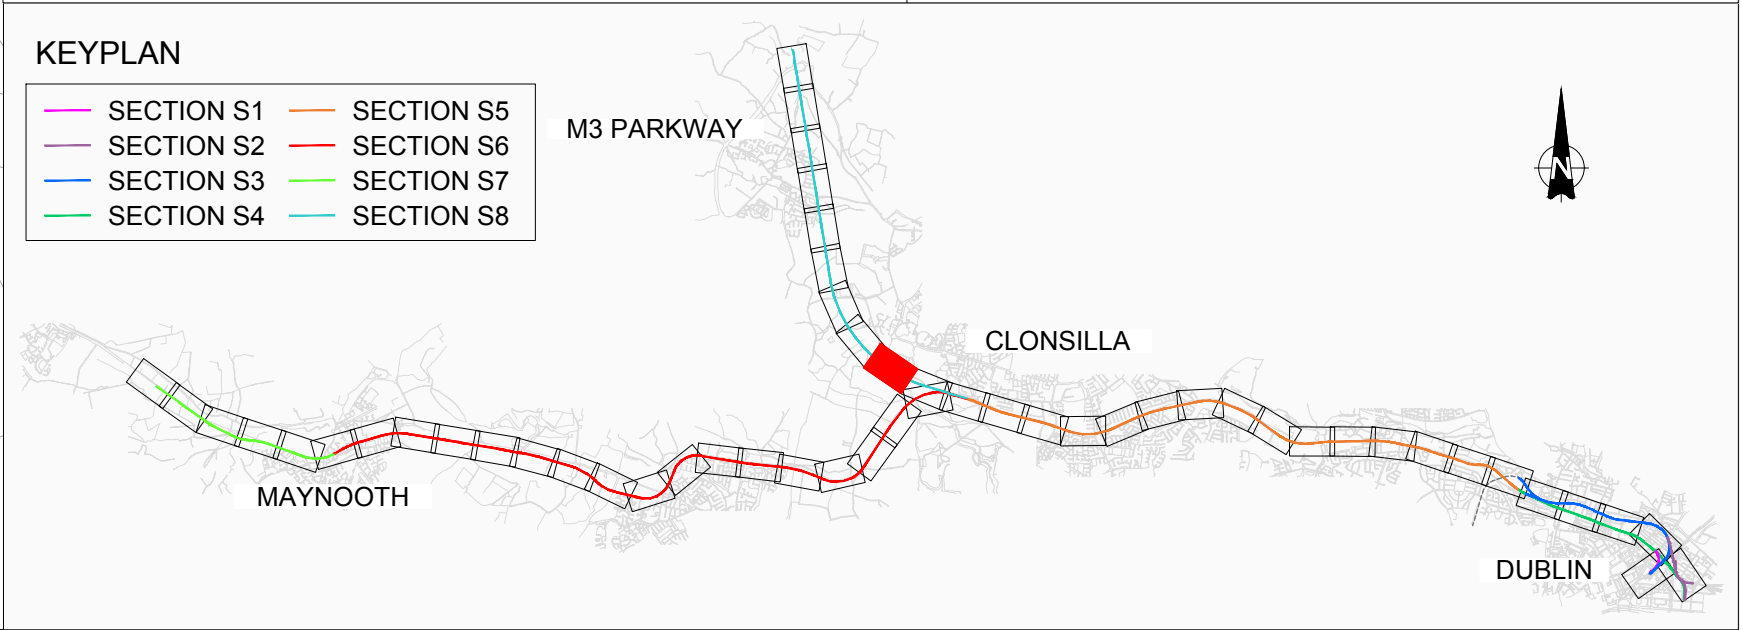 KEYPLAN
SECTION S1 SECTION S5
SECTION S2 SECTION S6
SECTION S3 SECTION S7
SECTION S4 SECTION S8
M3 PARKWAY
N
CLONSILLA
MAYNOOTH
DUBLIN